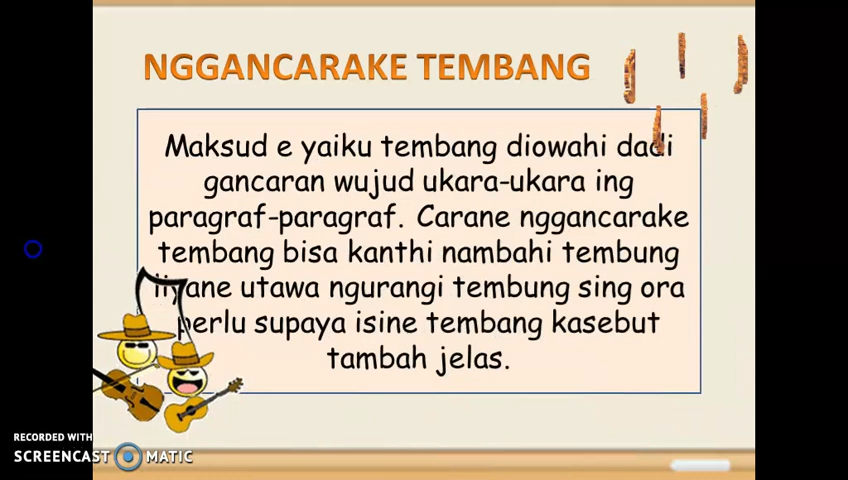 NGGANCARAKE TEMBANG
Maksud e yaiku tembang diowahi dadi
gancaran wujud ukara-ukara ing
paragraf-paragraf. Carane nggancarake
tembang bisa kanthi nambahi tembung
liyane utawa ngurangi tembung sing ora
perlu supaya isine tembang kasebut
tambah jelas.
RECORDED WITH
SCREENCAST MATIC